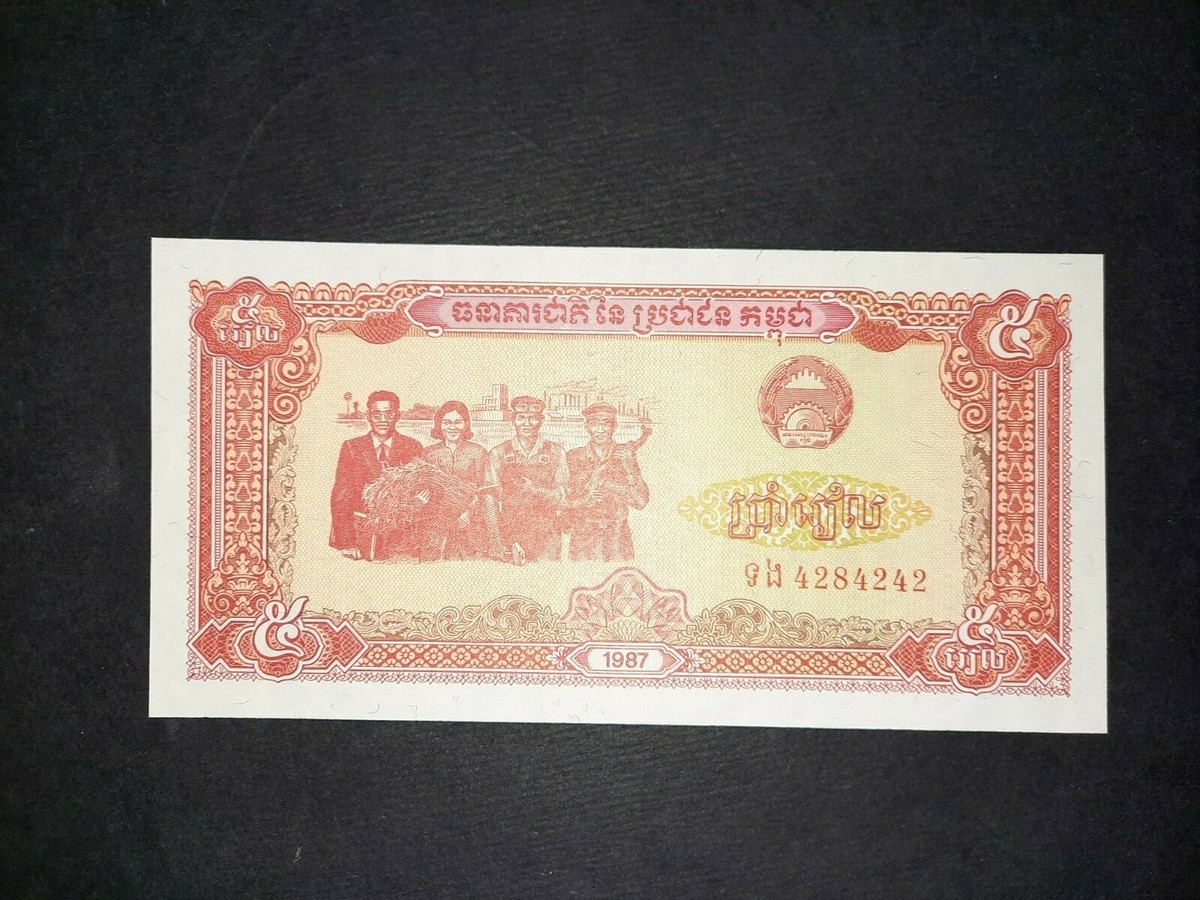 ធនាគារជាតិ នៃ ប្រជាជន កម្ពុជា
៥
រៀល
៥
ប្រាំរៀល
ទង 4284242
៥
1987
៥
រៀល